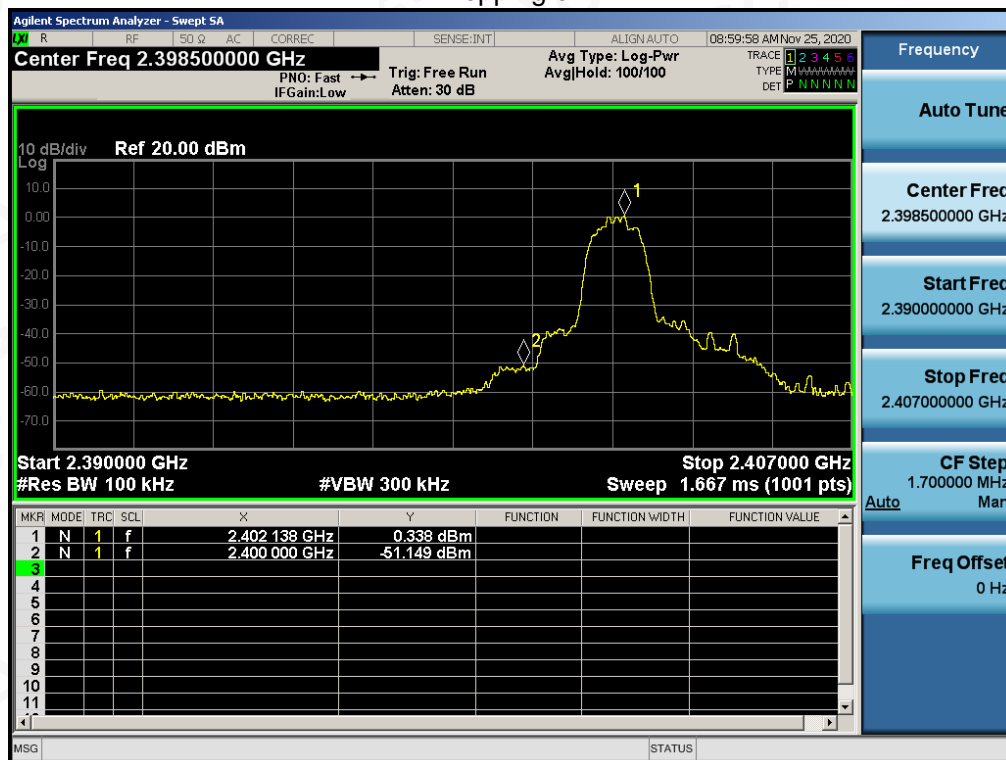 Agilent Spectrum Analyzer - Swept SA
LXI R RF 50 Ω AC CORREC SENSE:INT ALIGN AUTO 08:59:58 AM Nov 25, 2020
Center Freq 2.398500000 GHz
PNO: Fast
IFGain:Low
Trig: Free Run
Atten: 30 dB
Avg Type: Log-Pwr
Avg|Hold: 100/100
TRACE 1 2 3 4 5 6
TYPE M WWWWW
DET P N N N N N
10 dB/div Ref 20.00 dBm
Log
10.0
0.00
-10.0
-20.0
-30.0
-40.0
-50.0
-60.0
-70.0
1
2
Start 2.390000 GHz Stop 2.407000 GHz
#Res BW 100 kHz #VBW 300 kHz Sweep 1.667 ms (1001 pts)
MKR MODE TRC SCL X Y FUNCTION FUNCTION WIDTH FUNCTION VALUE
1 N 1 f 2.402 138 GHz 0.338 dBm
2 N 1 f 2.400 000 GHz -51.149 dBm
3
4
5
6
7
8
9
10
11
MSG STATUS
Frequency
Auto Tune
Center Freq
2.398500000 GHz
Start Freq
2.390000000 GHz
Stop Freq
2.407000000 GHz
CF Step
1.700000 MHz
Auto Man
Freq Offset
0 Hz